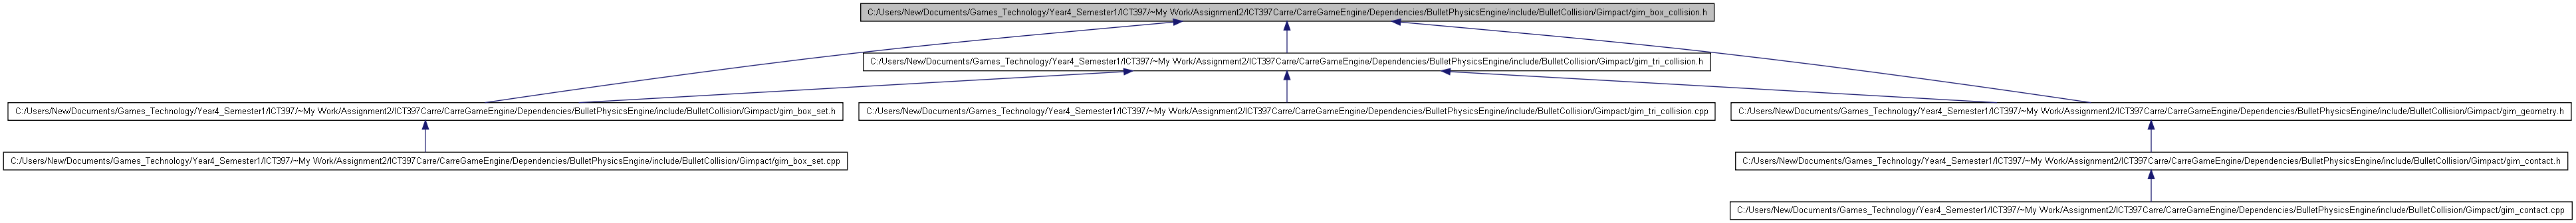 C:/Users/New/Documents/Games_Technology/Year4_Semester1/ICT397/~My Work/Assignment2/ICT397Carre/CarreGameEngine/Dependencies/BulletPhysicsEngine/include/BulletCollision/Gimpact/gim_box_collision.h
C:/Users/New/Documents/Games_Technology/Year4_Semester1/ICT397/~My Work/Assignment2/ICT397Carre/CarreGameEngine/Dependencies/BulletPhysicsEngine/include/BulletCollision/Gimpact/gim_tri_collision.h
C:/Users/New/Documents/Games_Technology/Year4_Semester1/ICT397/~My Work/Assignment2/ICT397Carre/CarreGameEngine/Dependencies/BulletPhysicsEngine/include/BulletCollision/Gimpact/gim_box_set.h
C:/Users/New/Documents/Games_Technology/Year4_Semester1/ICT397/~My Work/Assignment2/ICT397Carre/CarreGameEngine/Dependencies/BulletPhysicsEngine/include/BulletCollision/Gimpact/gim_tri_collision.cpp
C:/Users/New/Documents/Games_Technology/Year4_Semester1/ICT397/~My Work/Assignment2/ICT397Carre/CarreGameEngine/Dependencies/BulletPhysicsEngine/include/BulletCollision/Gimpact/gim_geometry.h
C:/Users/New/Documents/Games_Technology/Year4_Semester1/ICT397/~My Work/Assignment2/ICT397Carre/CarreGameEngine/Dependencies/BulletPhysicsEngine/include/BulletCollision/Gimpact/gim_box_set.cpp
C:/Users/New/Documents/Games_Technology/Year4_Semester1/ICT397/~My Work/Assignment2/ICT397Carre/CarreGameEngine/Dependencies/BulletPhysicsEngine/include/BulletCollision/Gimpact/gim_contact.h
C:/Users/New/Documents/Games_Technology/Year4_Semester1/ICT397/~My Work/Assignment2/ICT397Carre/CarreGameEngine/Dependencies/BulletPhysicsEngine/include/BulletCollision/Gimpact/gim_contact.cpp